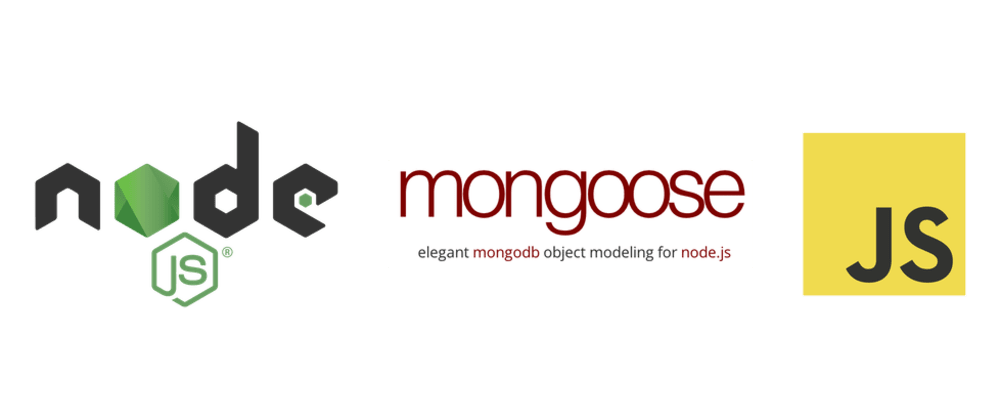 node
JS®
mongoose
elegant mongodb object modeling for node.js
JS